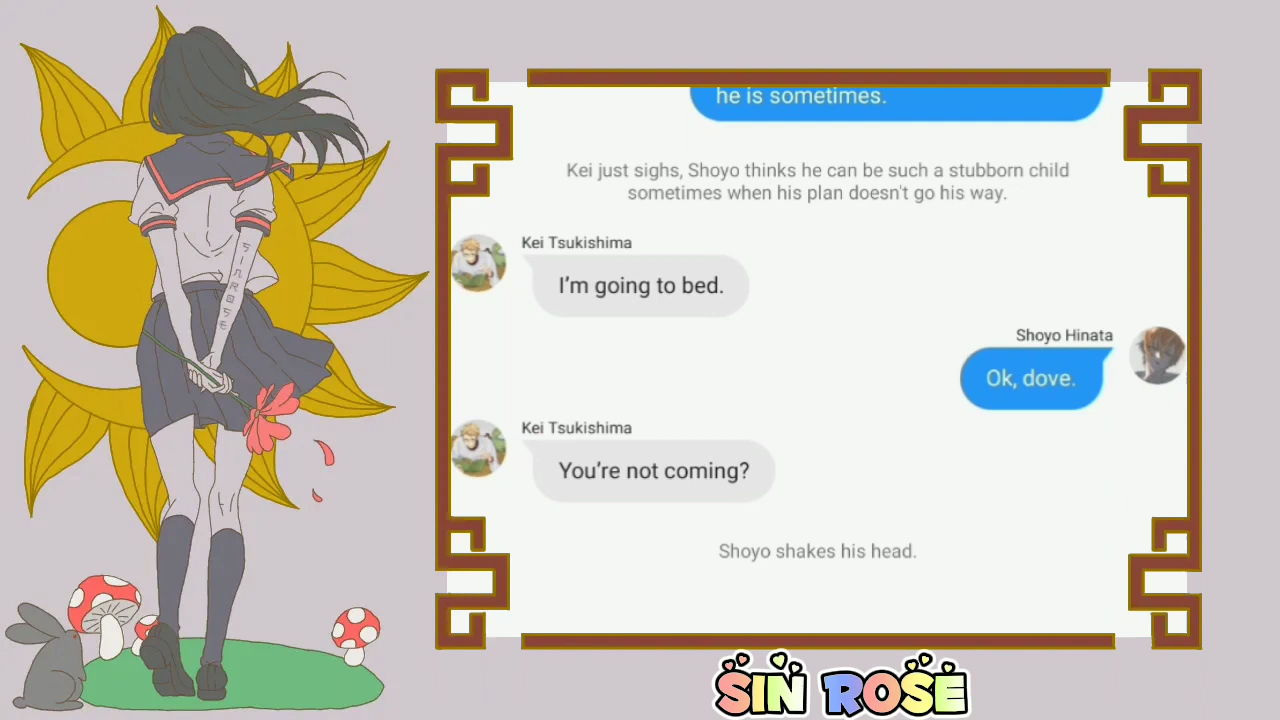 he is sometimes.
Kei just sighs, Shoyo thinks he can be such a stubborn child
sometimes when his plan doesn't go his way.
Kei Tsukishima
I’m going to bed.
Shoyo Hinata
Ok, dove.
Kei Tsukishima
You’re not coming?
Shoyo shakes his head.
SINROSE
SIN ROSE